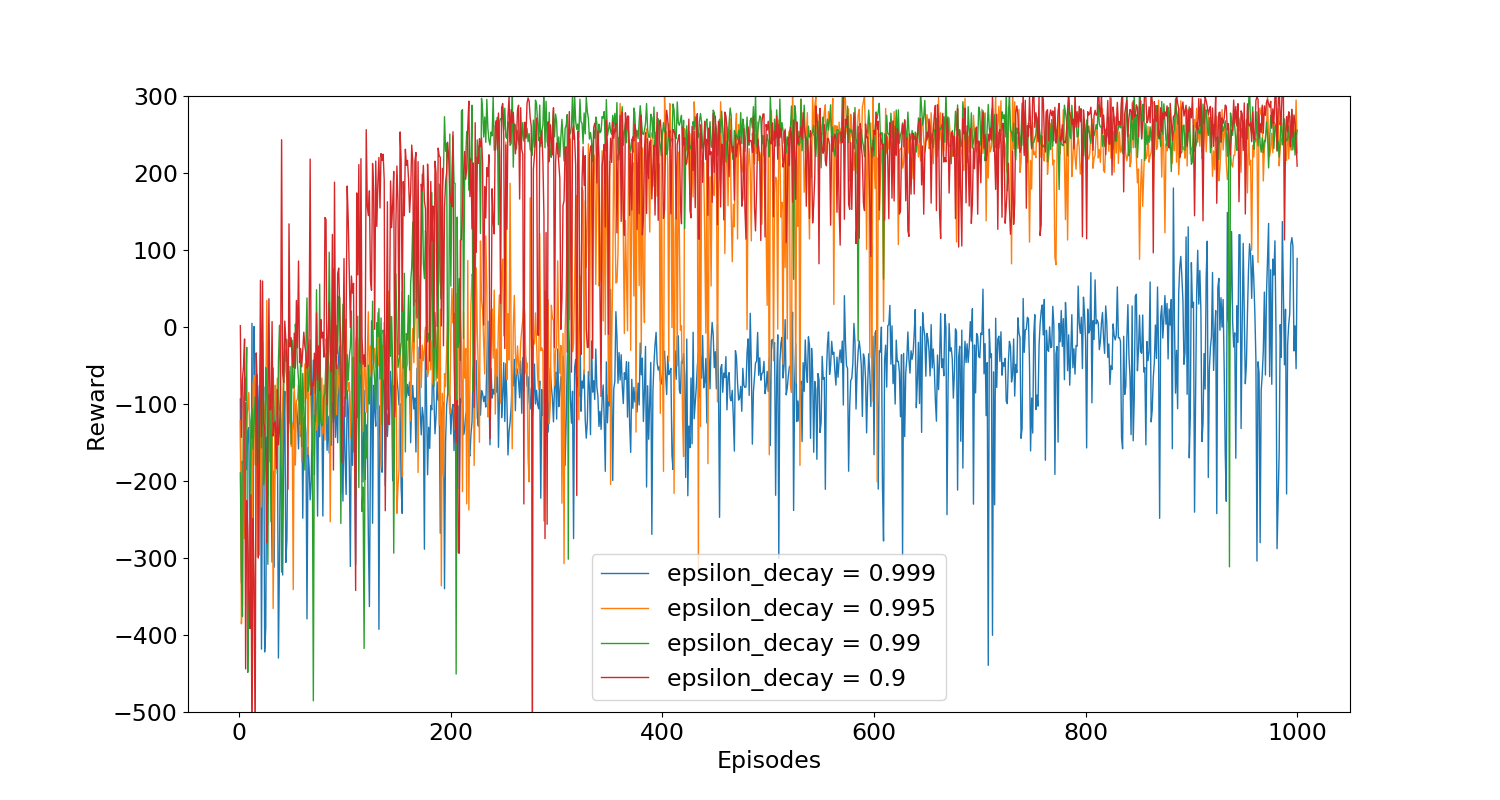 300
200
100
0
−100
−200
−300
−400
−500
Reward
epsilon_decay = 0.999
epsilon_decay = 0.995
epsilon_decay = 0.99
epsilon_decay = 0.9
0 200 400 600 800 1000
Episodes